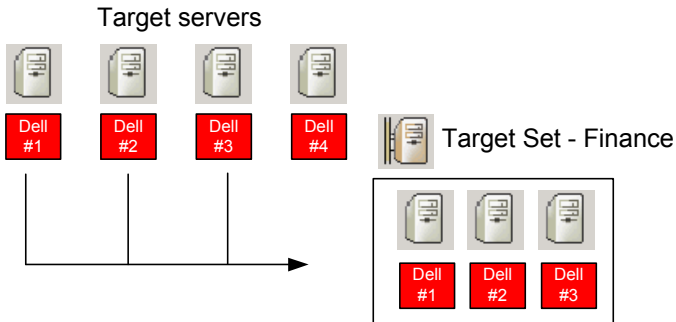 Target servers
Dell
#1
Dell
#2
Dell
#3
Dell
#4
Target Set - Finance
Dell
#1
Dell
#2
Dell
#3